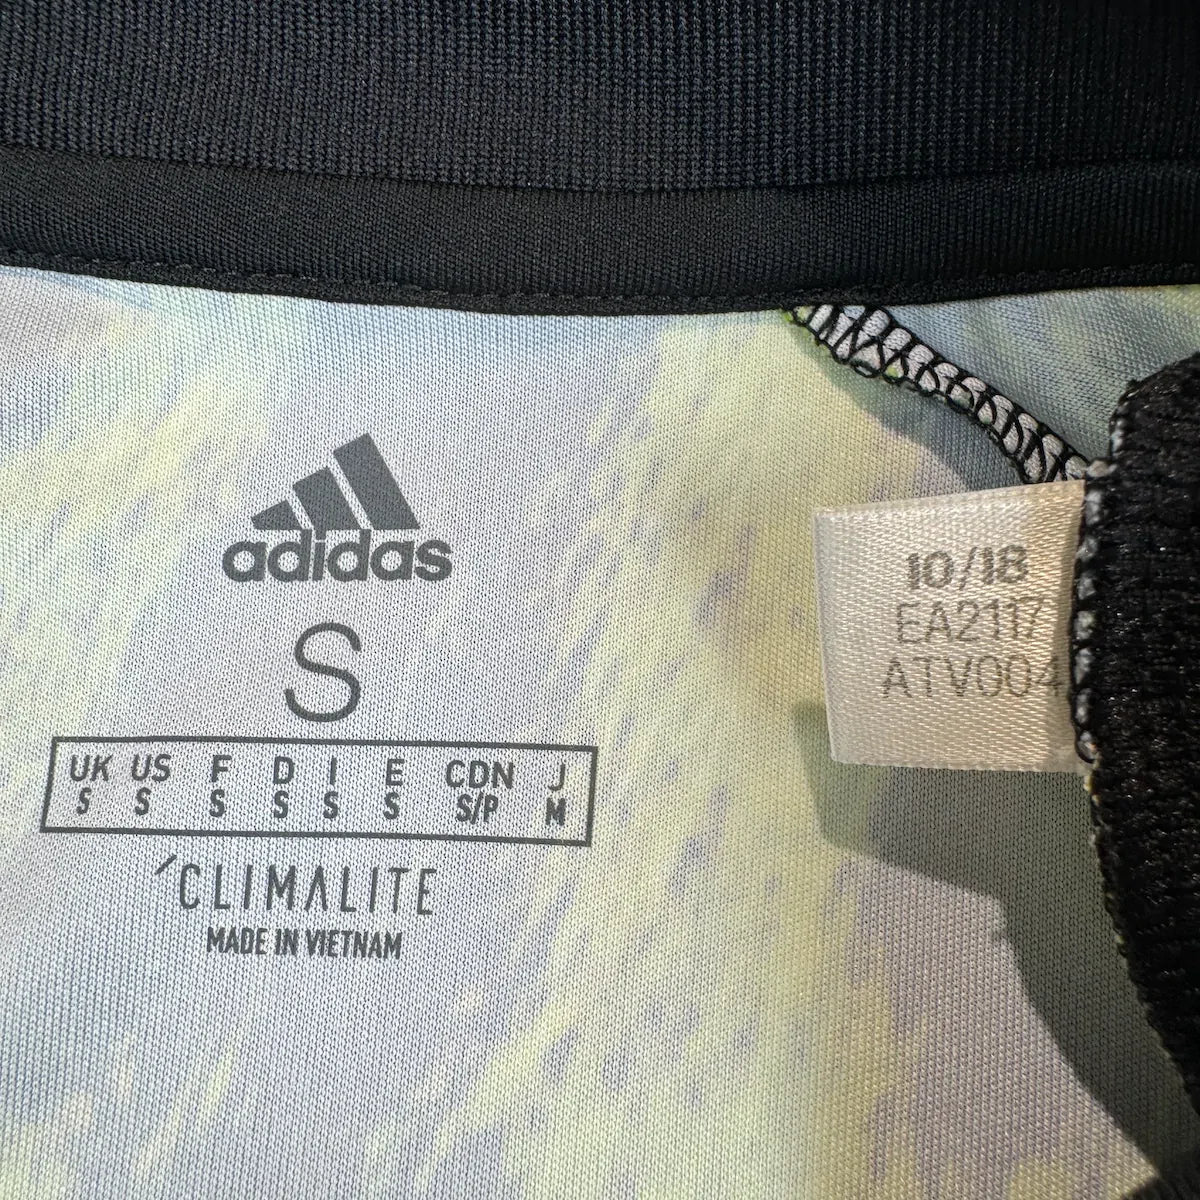 adidas
S
UK US F D I E CDN J
S S S S S S S/P M
CLIMALITE
MADE IN VIETNAM
10/18
EA2117
ATV004